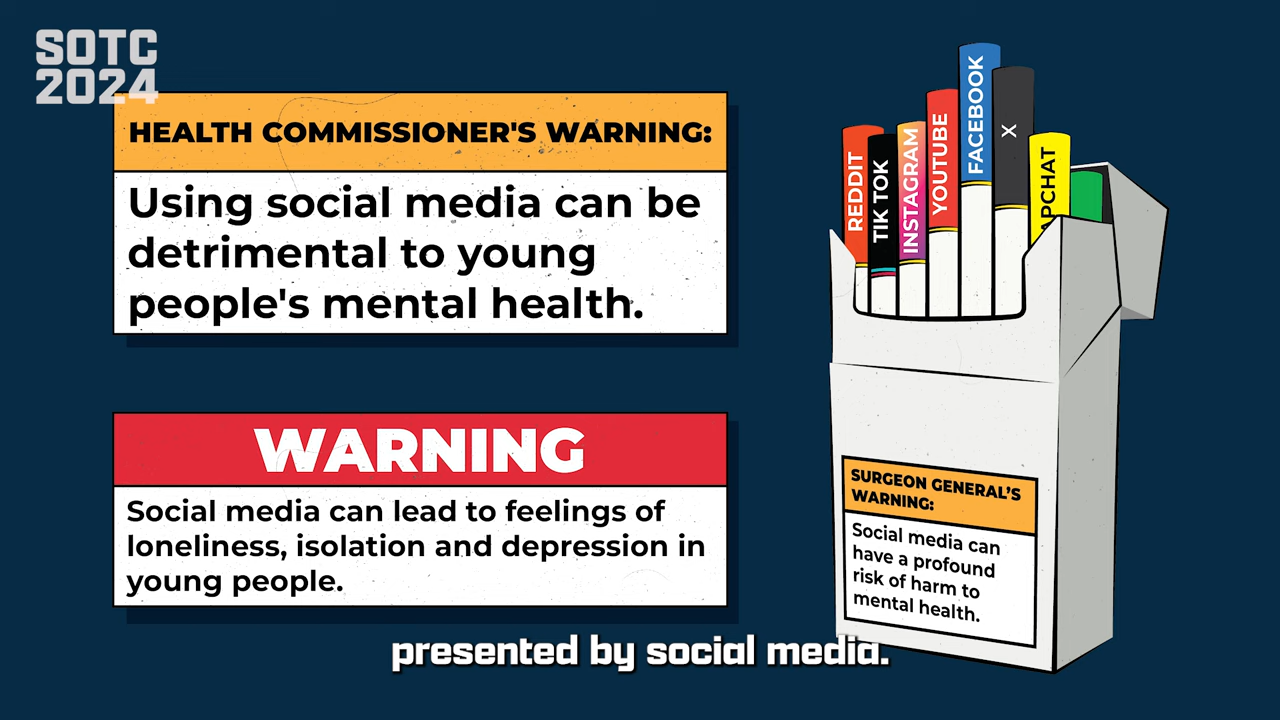 SOTC
2024
HEALTH COMMISSIONER'S WARNING:
Using social media can be
detrimental to young
people's mental health.
WARNING
Social media can lead to feelings of
loneliness, isolation and depression in
young people.
REDDIT
TIK TOK
INSTAGRAM
YOUTUBE
FACEBOOK
X
APCHAT
SURGEON GENERAL'S
WARNING:
Social media can
have a profound
risk of harm to
mental health.
presented by social media.